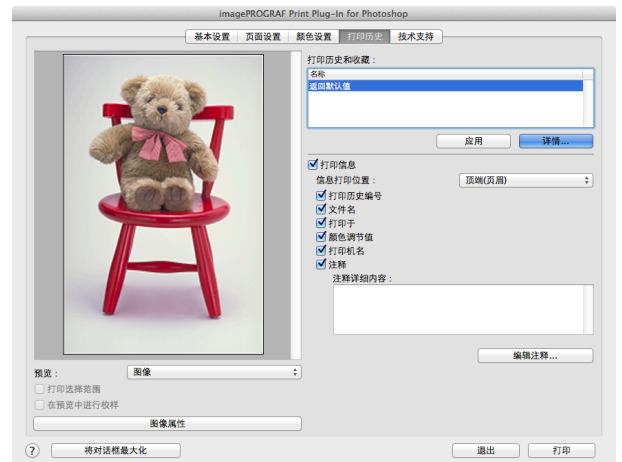 imagePROGRAF Print Plug-In for Photoshop
基本设置 页面设置 颜色设置 打印历史 技术支持
打印历史和收藏：
名称
返回默认值
应用 详情...
打印信息
信息打印位置： 顶端(页眉)
打印历史编号
文件名
打印于
颜色调节值
打印机名
注释
注释详细内容：
编辑注释...
预览： 图像
打印选择范围
在预览中进行校样
图像属性
? 将对话框最大化 退出 打印